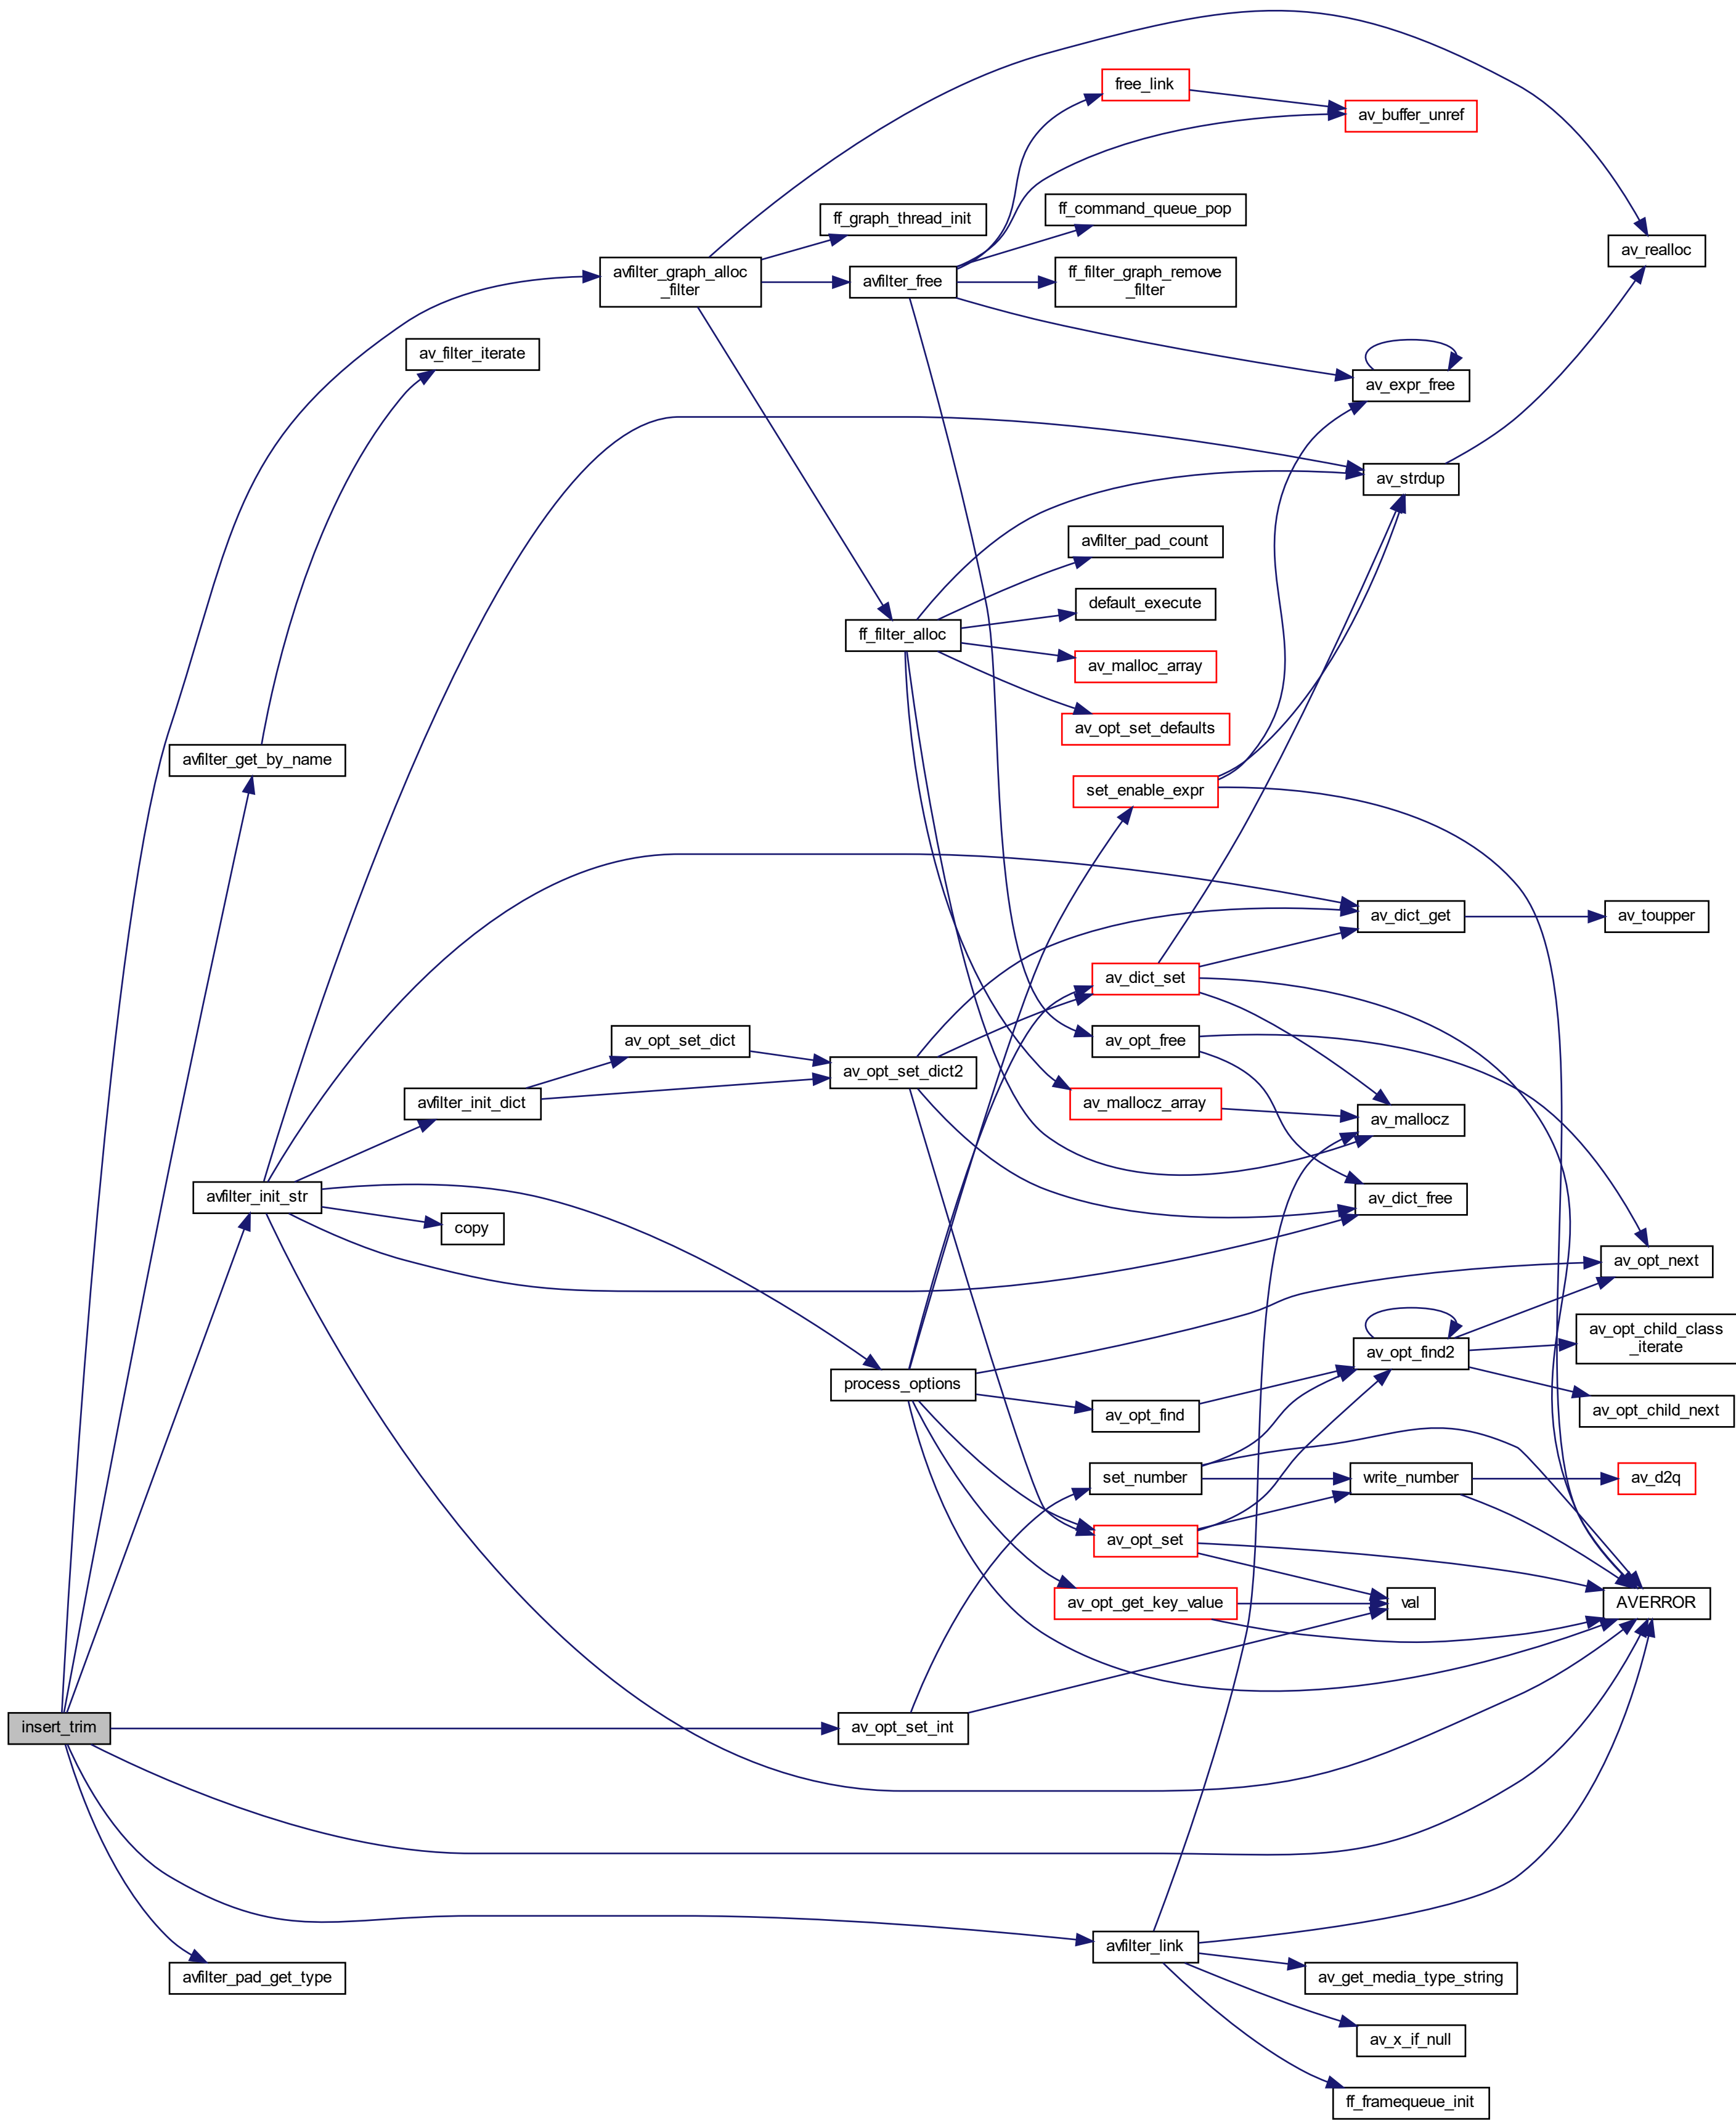 free_link
av_buffer_unref
ff_command_queue_pop
ff_graph_thread_init
av_realloc
avfilter_graph_alloc
_filter
avfilter_free
ff_filter_graph_remove
_filter
av_filter_iterate
av_expr_free
av_strdup
avfilter_pad_count
default_execute
ff_filter_alloc
av_malloc_array
av_opt_set_defaults
avfilter_get_by_name
set_enable_expr
av_dict_get
av_toupper
av_dict_set
av_opt_set_dict
av_opt_free
av_opt_set_dict2
avfilter_init_dict
av_mallocz_array
av_mallocz
avfilter_init_str
av_dict_free
copy
av_opt_next
av_opt_child_class
_iterate
av_opt_find2
process_options
av_opt_find
av_opt_child_next
set_number
write_number
av_d2q
av_opt_set
av_opt_get_key_value
val
AVERROR
insert_trim
av_opt_set_int
avfilter_link
avfilter_pad_get_type
av_get_media_type_string
av_x_if_null
ff_framequeue_init